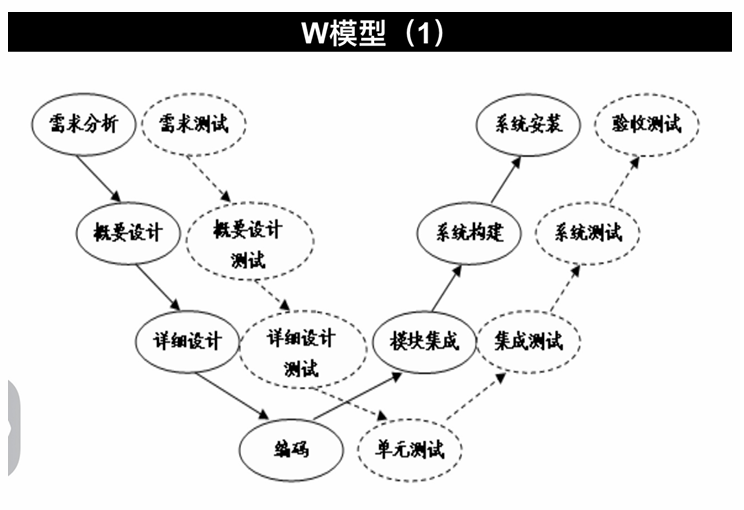 W模型（1）
需求分析
需求测试
系统安装
验收测试
概要设计
概要设计
测试
系统构建
系统测试
详细设计
详细设计
测试
模块集成
集成测试
编码
单元测试